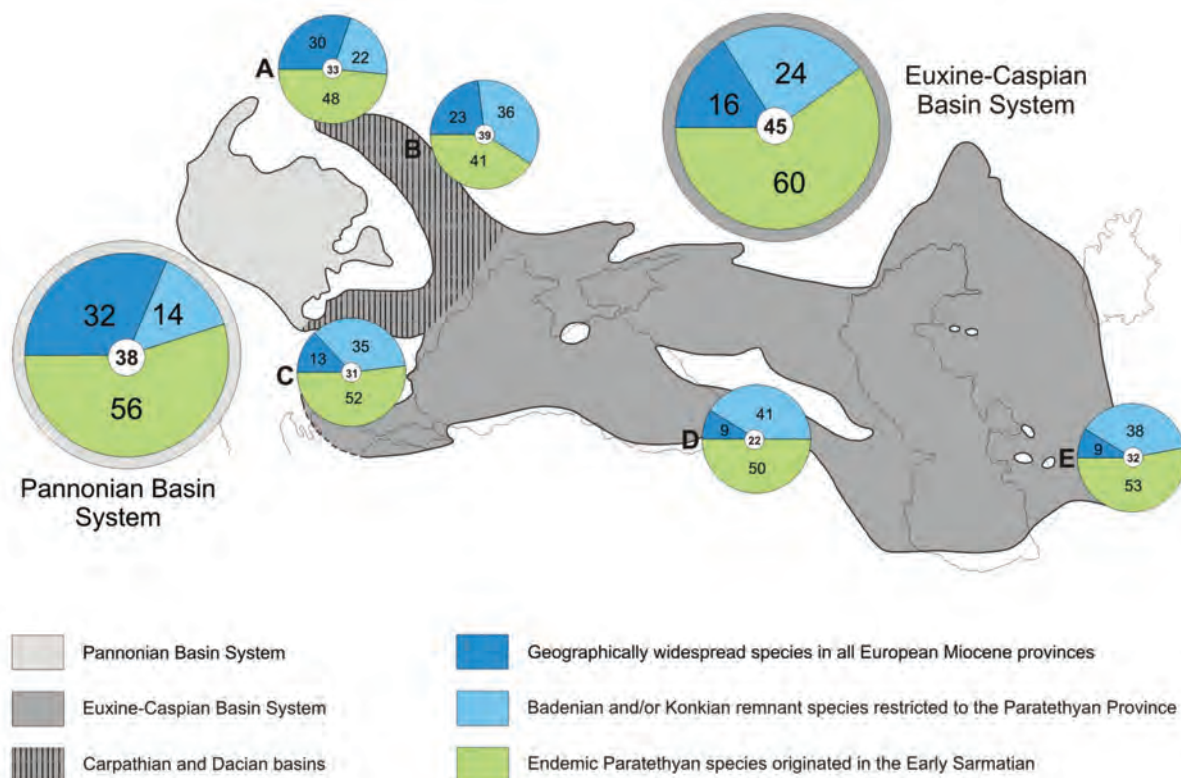 30
22
33
48
A
23
36
39
41
B
16
24
45
60
Euxine-Caspian
Basin System
32
14
38
56
Pannonian Basin
System
13
35
31
52
C
9
41
22
50
D
9
38
32
53
E
Pannonian Basin System
Euxine-Caspian Basin System
Carpathian and Dacian basins
Geographically widespread species in all European Miocene provinces
Badenian and/or Konkian remnant species restricted to the Paratethyan Province
Endemic Paratethyan species originated in the Early Sarmatian